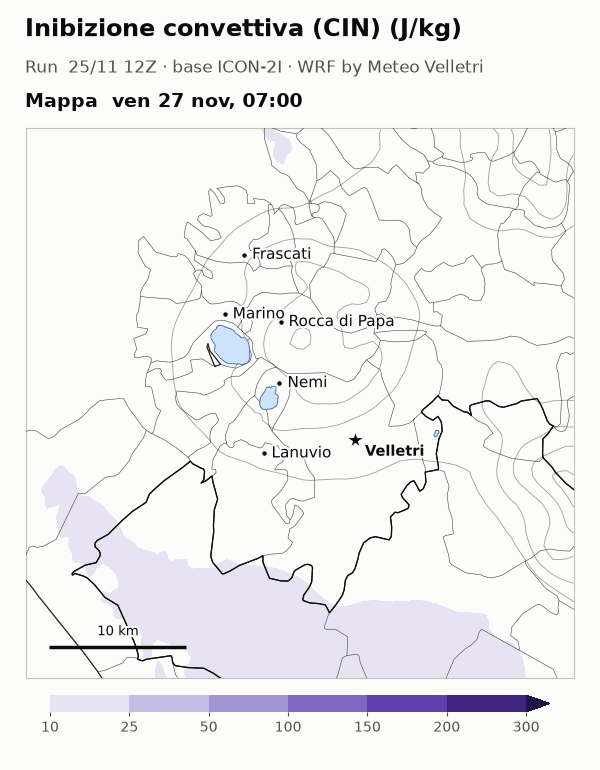 Inibizione convettiva (CIN) (J/kg)
Run  25/11 12Z · base ICON-2I · WRF by Meteo Velletri
Mappa  ven 27 nov, 07:00
Frascati
Marino
Rocca di Papa
Nemi
Velletri
Lanuvio
10 km
10 25 50 100 150 200 300